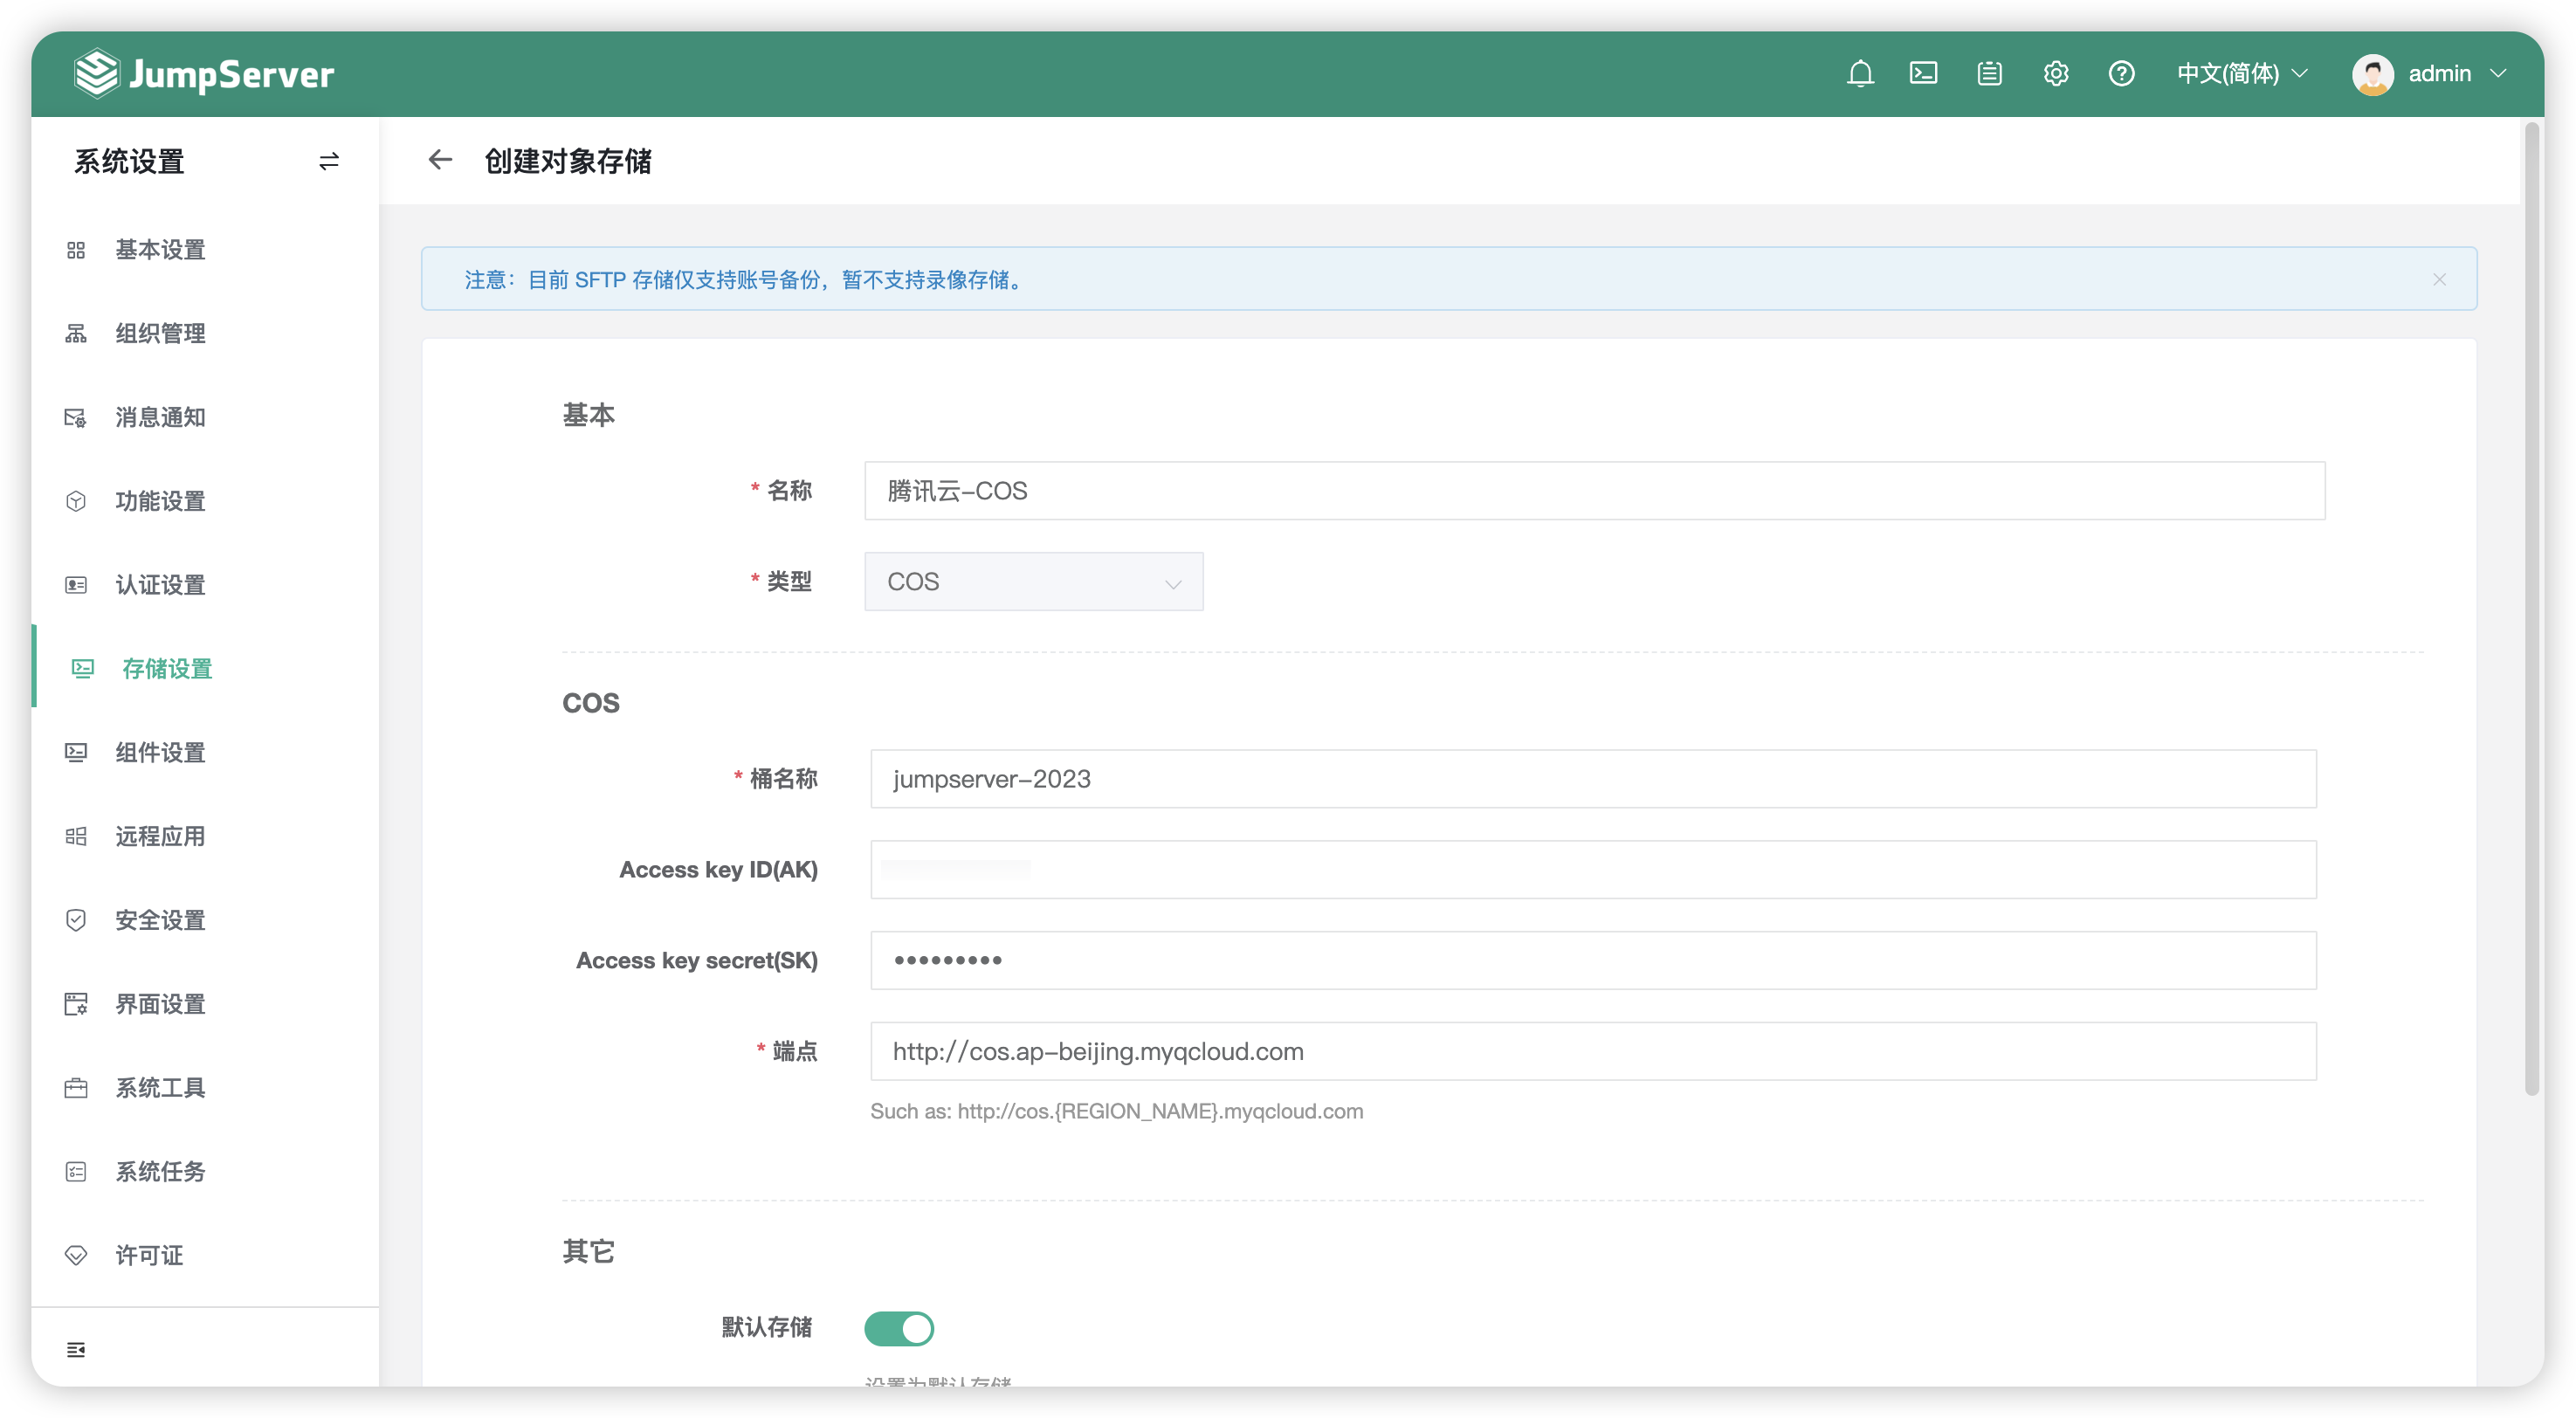 JumpServer
中文(简体)
admin
系统设置
基本设置
组织管理
消息通知
功能设置
认证设置
存储设置
组件设置
远程应用
安全设置
界面设置
系统工具
系统任务
许可证
创建对象存储
注意：目前 SFTP 存储仅支持账号备份，暂不支持录像存储。
基本
* 名称
腾讯云-COS
* 类型
COS
COS
* 桶名称
jumpserver-2023
Access key ID(AK)
Access key secret(SK)
•••••••••
* 端点
http://cos.ap-beijing.myqcloud.com
Such as: http://cos.{REGION_NAME}.myqcloud.com
其它
默认存储
设置为默认存储